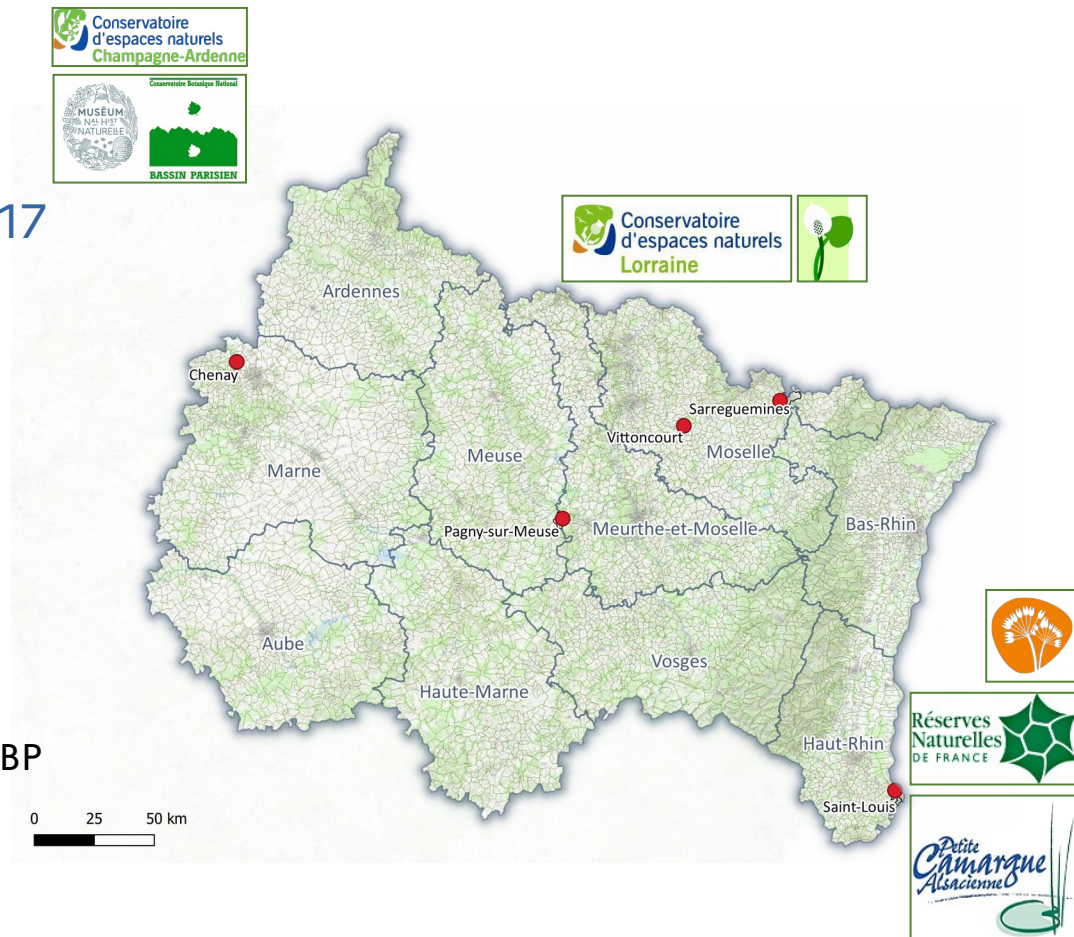 Conservatoire
d'espaces naturels
Champagne-Ardenne
MUSÉUM
NAL HIST
NATURELLE
Conservatoire Botanique National
BASSIN PARISIEN
17
Conservatoire
d'espaces naturels
Lorraine
Ardennes
Chenay
Sarreguemines
Vittoncourt
Moselle
Meuse
Marne
Pagny-sur-Meuse
Meurthe-et-Moselle
Bas-Rhin
Aube
Vosges
Haute-Marne
Réserves
Naturelles
DE FRANCE
Haut-Rhin
BP
Saint-Louis
0 25 50 km
Petite
Camargue
Alsacienne